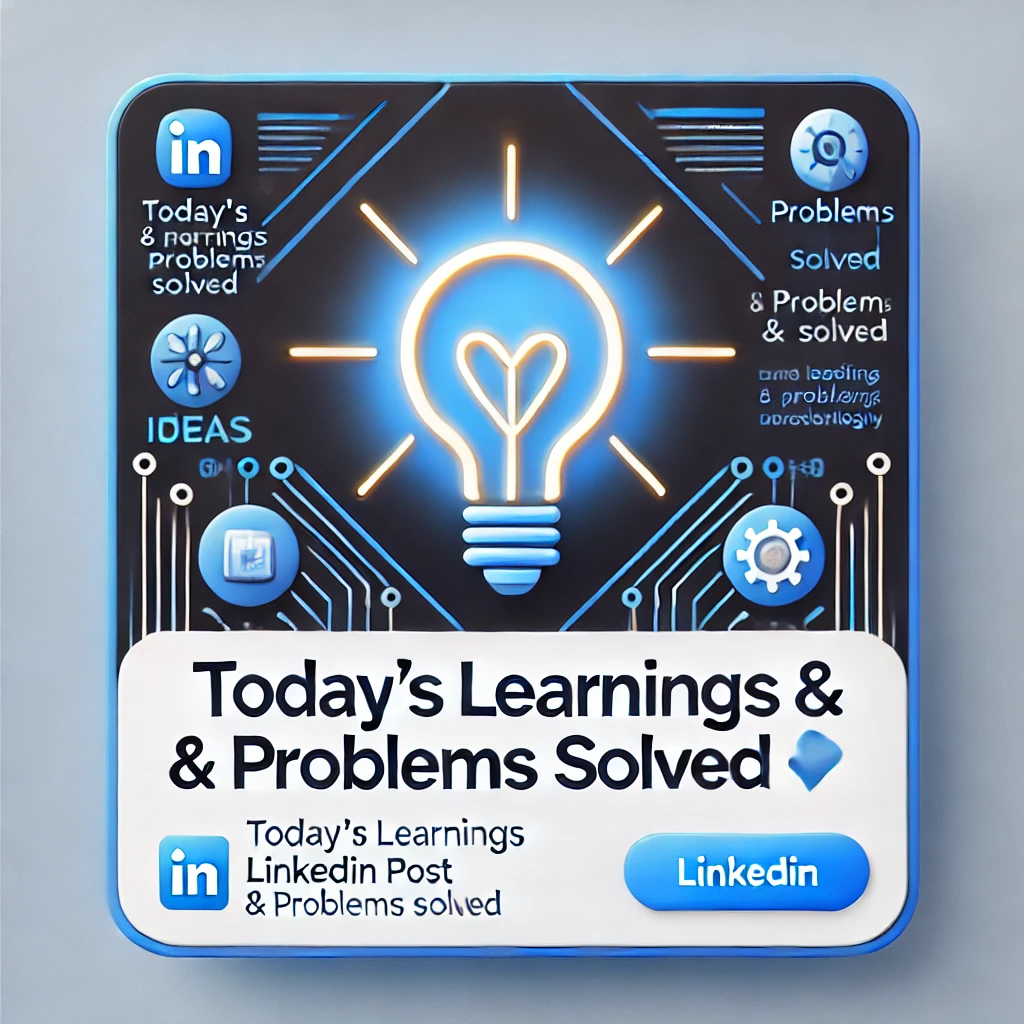 in
Today's
&
problems
solved
IDEAS
Problems
Solved
& Problems
& solved
& problems
Today's Learnings &
& Problems Solved
in
Today's Learnings
Linkedin Post
& Problems solved
Linkedin